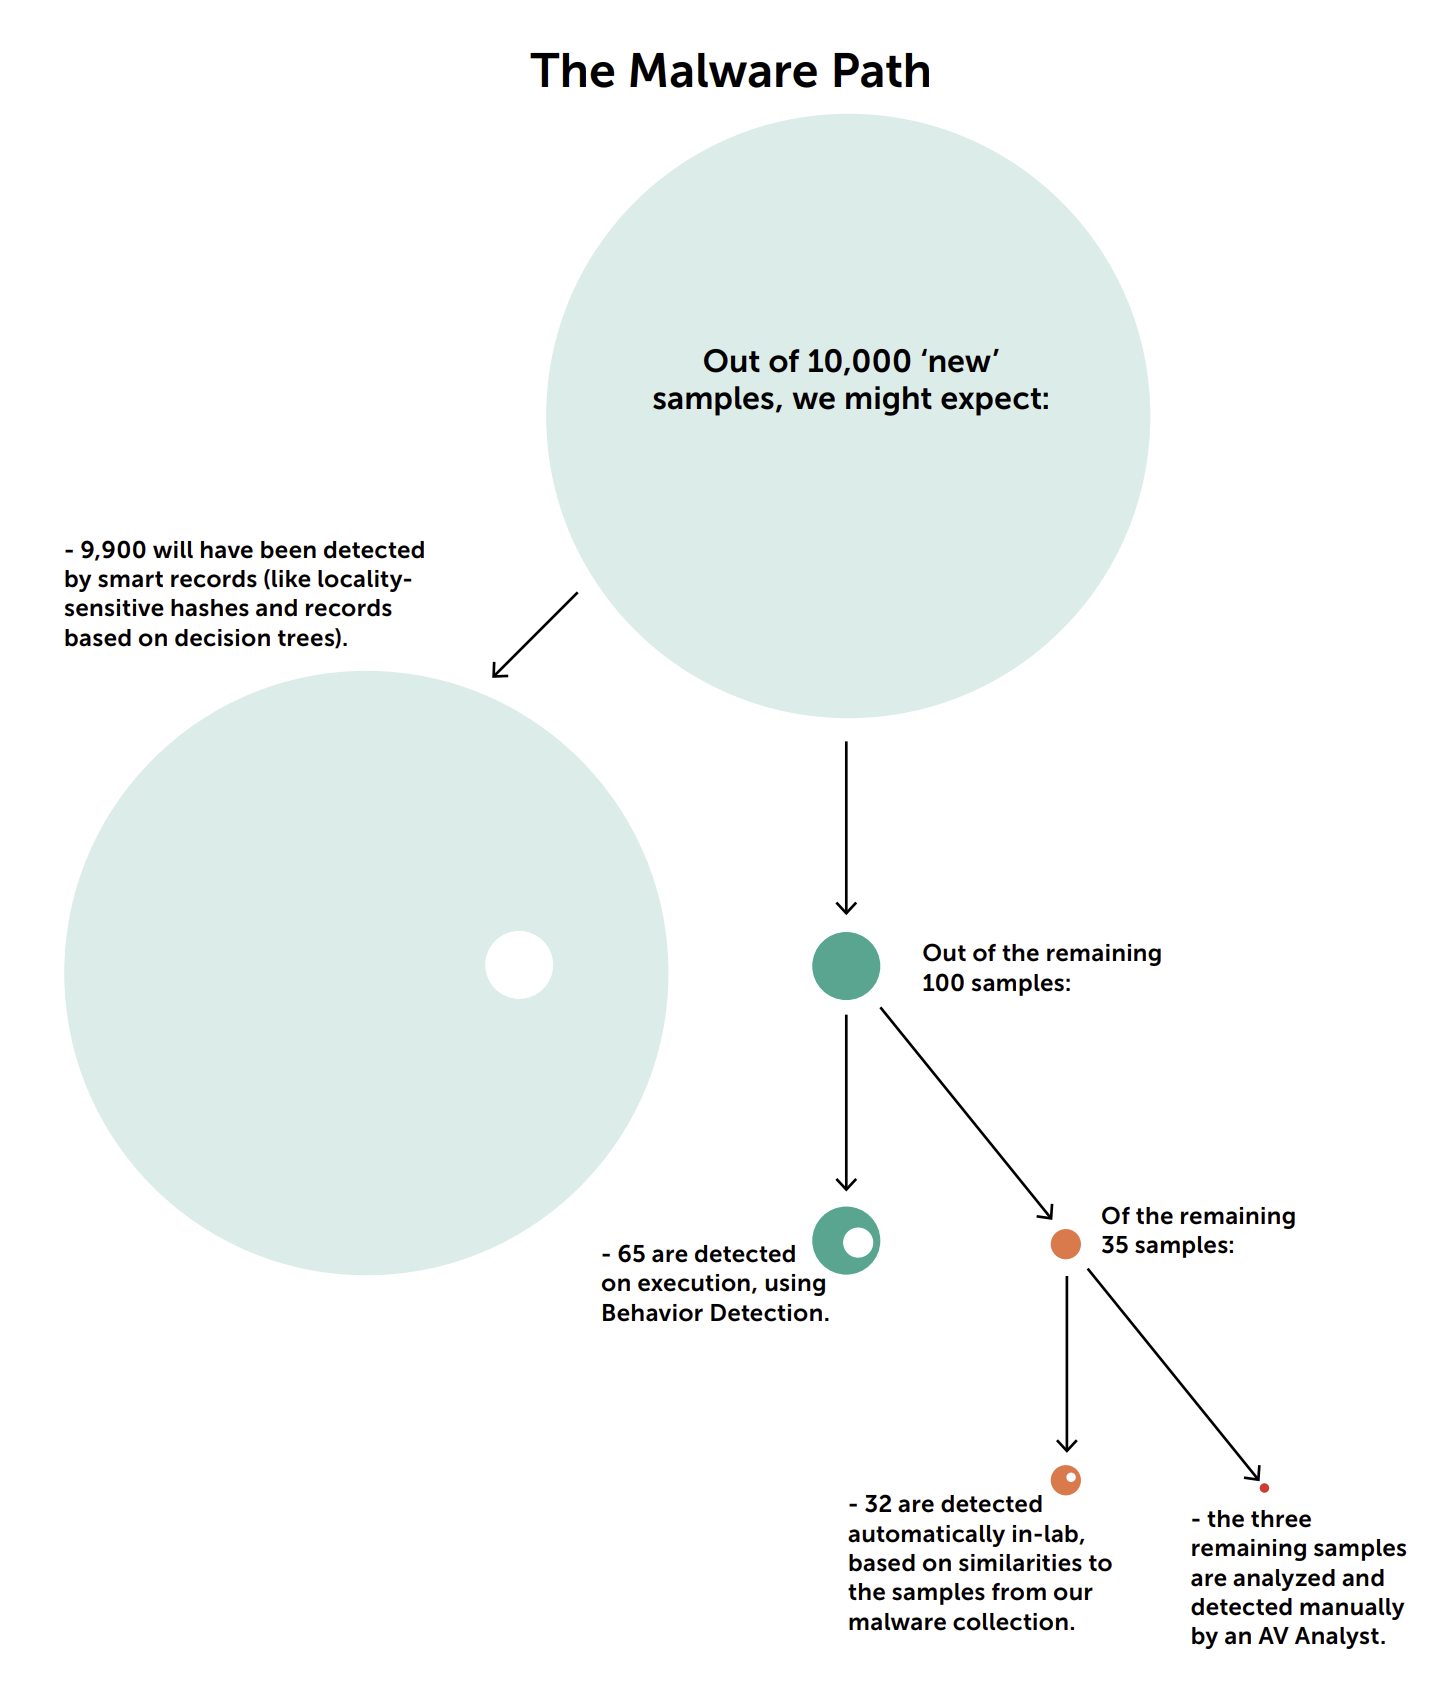 The Malware Path
Out of 10,000 ‘new’
samples, we might expect:
- 9,900 will have been detected
by smart records (like locality-
sensitive hashes and records
based on decision trees).
Out of the remaining
100 samples:
- 65 are detected
on execution, using
Behavior Detection.
Of the remaining
35 samples:
- 32 are detected
automatically in-lab,
based on similarities to
the samples from our
malware collection.
- the three
remaining samples
are analyzed and
detected manually
by an AV Analyst.